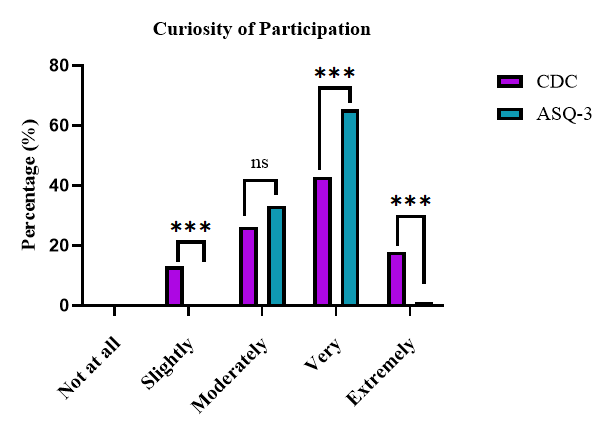 Curiosity of Participation
CDC
ASQ-3
Percentage (%)
80
60
40
20
0
***
ns
***
***
Not at all
Slightly
Moderately
Very
Extremely